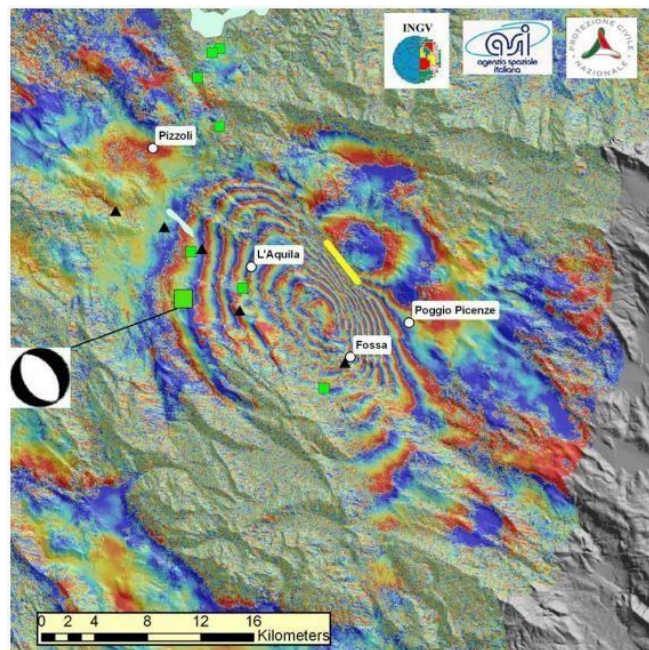 INGV
asi
agenzia spaziale
italiana
PROTEZIONE CIVILE
NAZIONALE
Pizzoli
L'Aquila
Poggio Picenze
Fossa
0 2 4 8 12 16
Kilometers